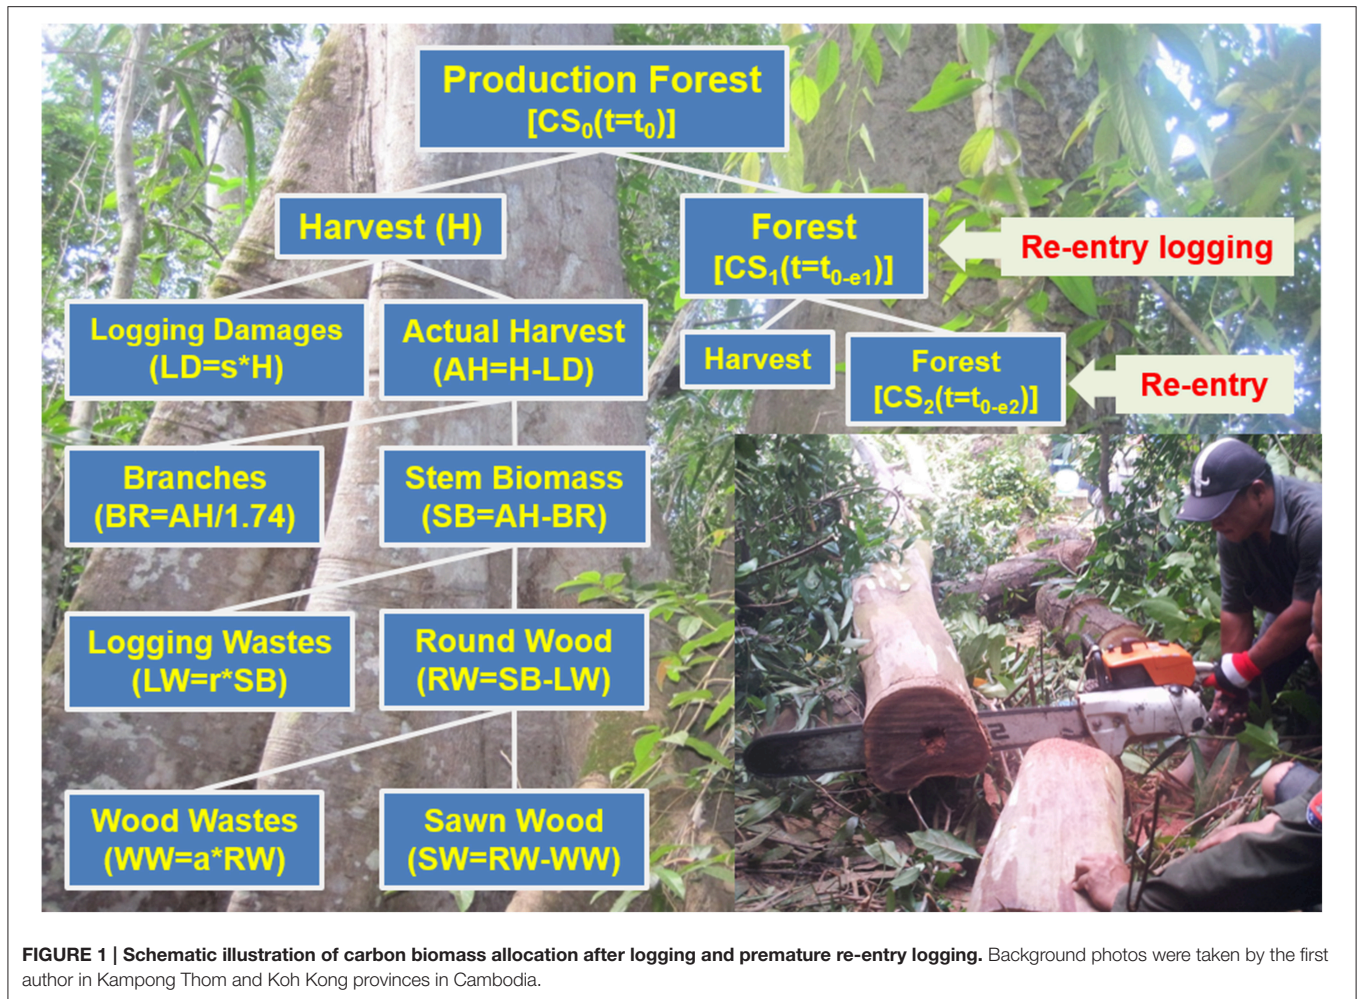 Production Forest
[CS₀(t=t₀)]
Harvest (H)
Forest
[CS₁(t=t₀₋ₑ₁)]
Re-entry logging
Logging Damages
(LD=s*H)
Actual Harvest
(AH=H-LD)
Harvest
Forest
[CS₂(t=t₀₋ₑ₂)]
Re-entry
Branches
(BR=AH/1.74)
Stem Biomass
(SB=AH-BR)
Logging Wastes
(LW=r*SB)
Round Wood
(RW=SB-LW)
Wood Wastes
(WW=a*RW)
Sawn Wood
(SW=RW-WW)
FIGURE 1 | Schematic illustration of carbon biomass allocation after logging and premature re-entry logging. Background photos were taken by the first
author in Kampong Thom and Koh Kong provinces in Cambodia.